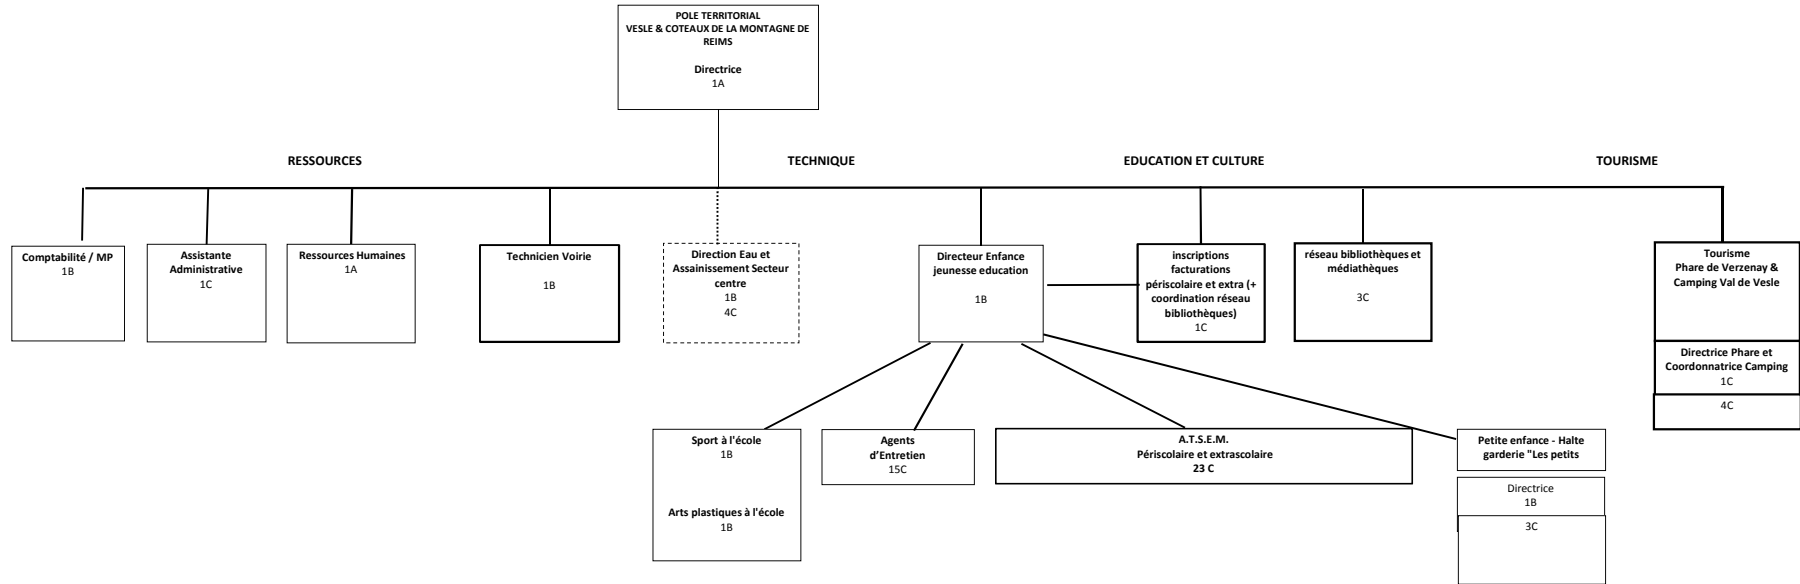 POLE TERRITORIAL
VESLE & COTEAUX DE LA MONTAGNE DE
REIMS
Directrice
1A
RESSOURCES
TECHNIQUE
EDUCATION ET CULTURE
TOURISME
Comptabilité / MP
1B
Assistante
Administrative
1C
Ressources Humaines
1A
Technicien Voirie
1B
Direction Eau et
Assainissement Secteur
centre
1B
4C
Directeur Enfance
jeunesse education
1B
inscriptions
facturations
périscolaire et extra (+
coordination réseau
bibliothèques)
1C
réseau bibliothèques et
médiathèques
3C
Tourisme
Phare de Verzenay &
Camping Val de Vesle
Directrice Phare et
Coordonnatrice Camping
1C
4C
Sport à l'école
1B
Arts plastiques à l'école
1B
Agents
d'Entretien
15C
A.T.S.E.M.
Périscolaire et extrascolaire
23 C
Petite enfance - Halte
garderie "Les petits
Directrice
1B
3C